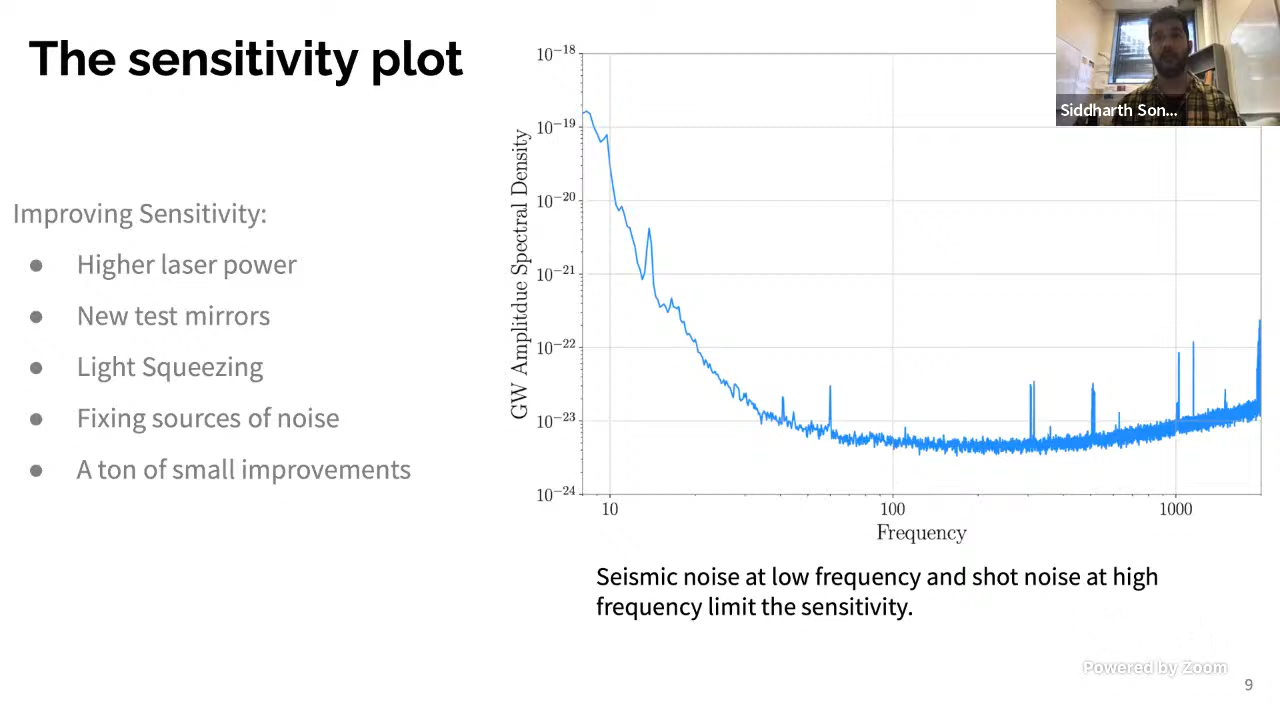 The sensitivity plot
Siddharth Son...
Improving Sensitivity:
● Higher laser power
● New test mirrors
● Light Squeezing
● Fixing sources of noise
● A ton of small improvements
GW Amplitdue Spectral Density
10⁻¹⁸
10⁻¹⁹
10⁻²⁰
10⁻²¹
10⁻²²
10⁻²³
10⁻²⁴
10 100 1000
Frequency
Seismic noise at low frequency and shot noise at high
frequency limit the sensitivity.
Powered by Zoom
9